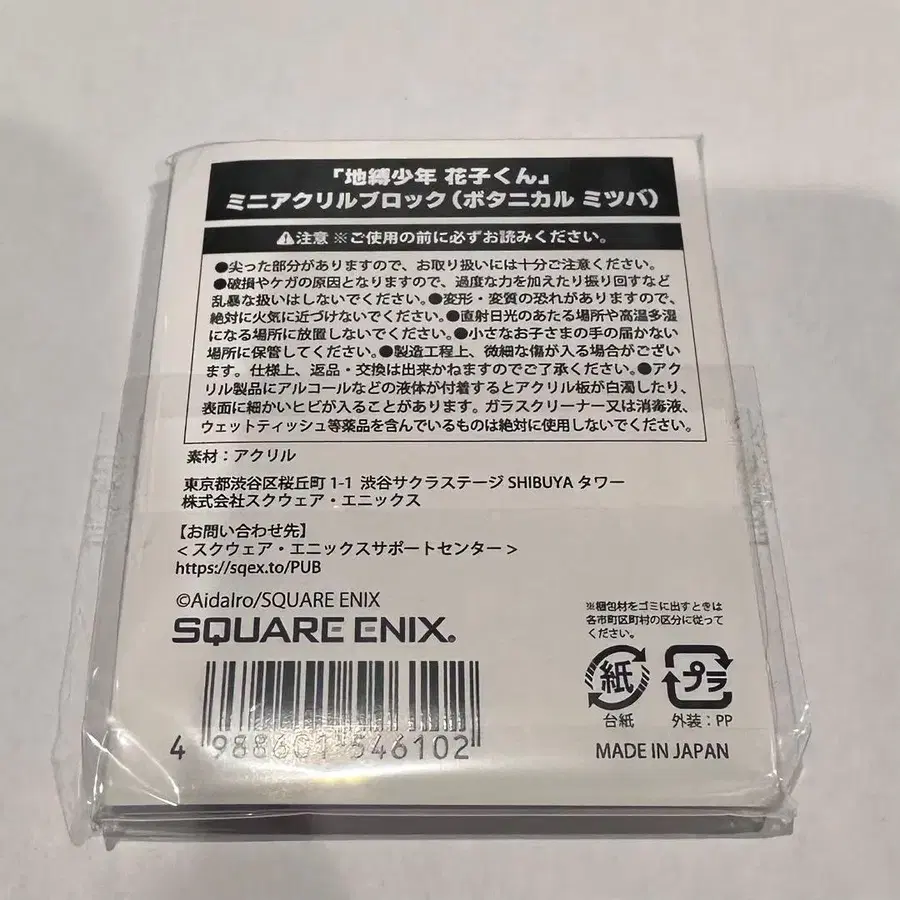 「地縛少年 花子くん」
ミニアクリルブロック（ボタニカル ミツバ）
⚠注意 ※ご使用の前に必ずお読みください。
●尖った部分がありますので、お取り扱いには十分ご注意ください。
●破損やケガの原因となりますので、過度な力を加えたり振り回すなど
乱暴な扱いはしないでください。●変形・変質の恐れがありますので、
絶対に火気に近づけないでください。●直射日光のあたる場所や高温多湿
になる場所に放置しないでください。●小さなお子さまの手の届かない
場所に保管してください。●製造工程上、微細な傷が入る場合がござい
ます。仕様上、返品・交換は出来かねますのでご了承ください。●アク
リル製品にアルコールなどの液体が付着するとアクリル板が白濁したり、
表面に細かいヒビが入ることがあります。ガラスクリーナー又は消毒液、
ウェットティッシュ等薬品を含んでいるものは絶対に使用しないでください。
素材：アクリル
東京都渋谷区桜丘町1-1 渋谷サクラステージ SHIBUYA タワー
株式会社スクウェア・エニックス
【お問い合わせ先】
<スクウェア・エニックスサポートセンター>
https://sqex.to/PUB
©AidaIro/SQUARE ENIX
SQUARE ENIX®
※梱包材をゴミに出すときは
各市町区町村の区分に従って
ください。
紙
プラ
台紙
外装：PP
4 988601 546102
MADE IN JAPAN